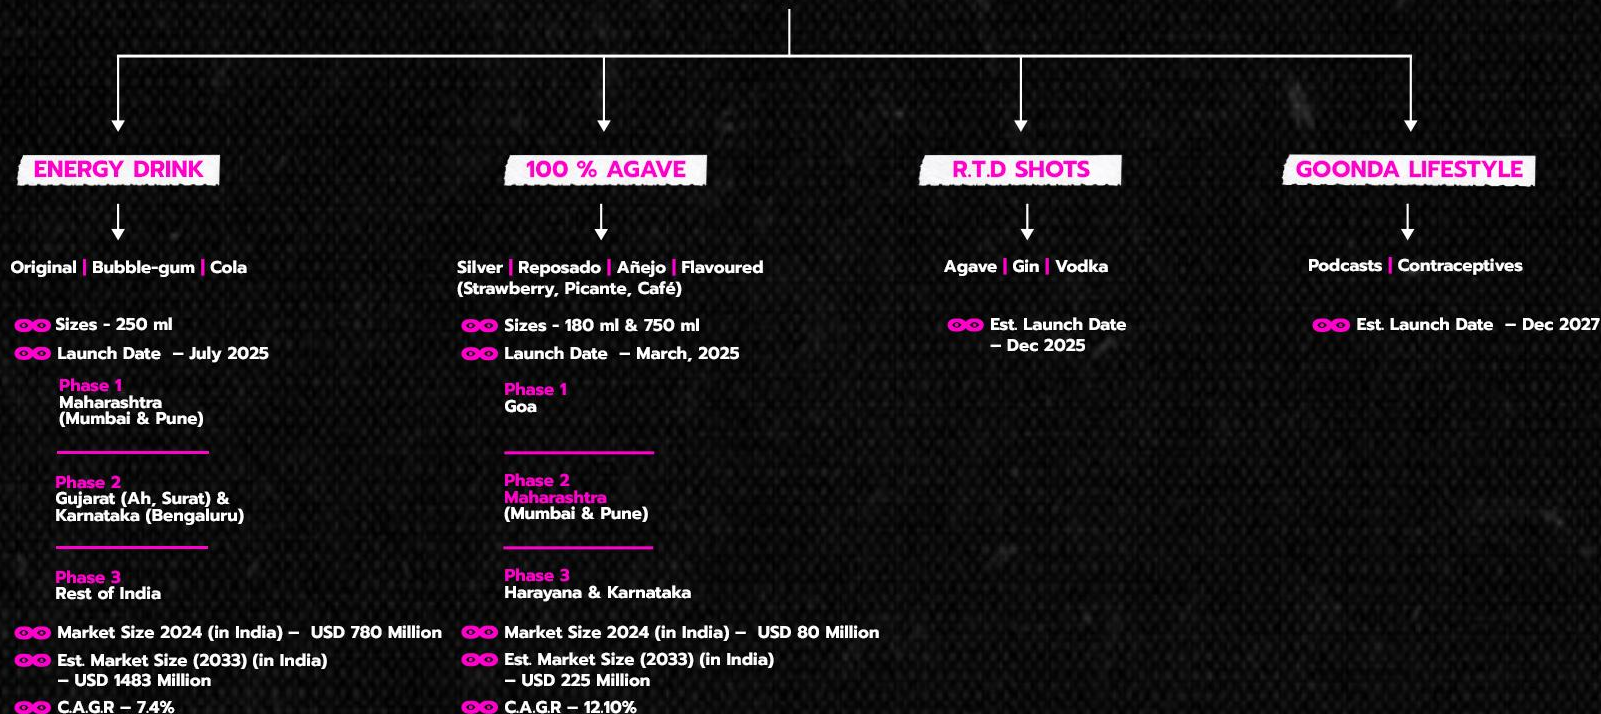 ENERGY DRINK
Original | Bubble-gum | Cola
Sizes - 250 ml
Launch Date – July 2025
Phase 1
Maharashtra
(Mumbai & Pune)
Phase 2
Gujarat (Ah, Surat) &
Karnataka (Bengaluru)
Phase 3
Rest of India
Market Size 2024 (in India) – USD 780 Million
Est. Market Size (2033) (in India)
– USD 1483 Million
C.A.G.R – 7.4%
100 % AGAVE
Silver | Reposado | Añejo | Flavoured
(Strawberry, Picante, Café)
Sizes - 180 ml & 750 ml
Launch Date – March, 2025
Phase 1
Goa
Phase 2
Maharashtra
(Mumbai & Pune)
Phase 3
Harayana & Karnataka
Market Size 2024 (in India) – USD 80 Million
Est. Market Size (2033) (in India)
– USD 225 Million
C.A.G.R – 12.10%
R.T.D SHOTS
Agave | Gin | Vodka
Est. Launch Date
– Dec 2025
GOONDA LIFESTYLE
Podcasts | Contraceptives
Est. Launch Date – Dec 2027